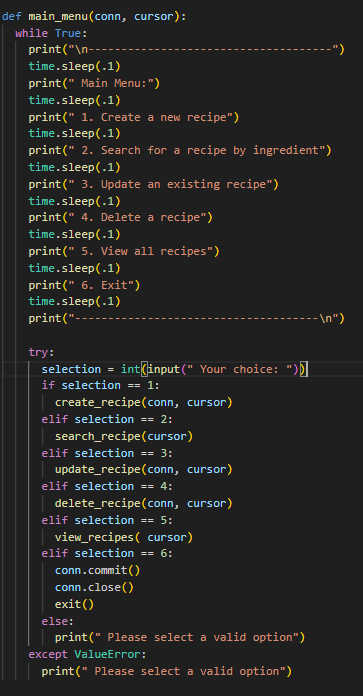 def main_menu(conn, cursor):
  while True:
    print("\n-------------------------------------")
    time.sleep(.1)
    print(" Main Menu:")
    time.sleep(.1)
    print(" 1. Create a new recipe")
    time.sleep(.1)
    print(" 2. Search for a recipe by ingredient")
    time.sleep(.1)
    print(" 3. Update an existing recipe")
    time.sleep(.1)
    print(" 4. Delete a recipe")
    time.sleep(.1)
    print(" 5. View all recipes")
    time.sleep(.1)
    print(" 6. Exit")
    time.sleep(.1)
    print("-------------------------------------\n")

    try:
      selection = int(input(" Your choice: "))
      if selection == 1:
        create_recipe(conn, cursor)
      elif selection == 2:
        search_recipe(cursor)
      elif selection == 3:
        update_recipe(conn, cursor)
      elif selection == 4:
        delete_recipe(conn, cursor)
      elif selection == 5:
        view_recipes( cursor)
      elif selection == 6:
        conn.commit()
        conn.close()
        exit()
      else:
        print(" Please select a valid option")
    except ValueError:
      print(" Please select a valid option")